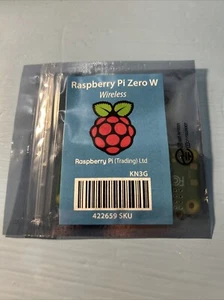 Raspberry Pi Zero W
Wireless
Raspberry Pi (Trading) Ltd
KN3G
422659 SKU